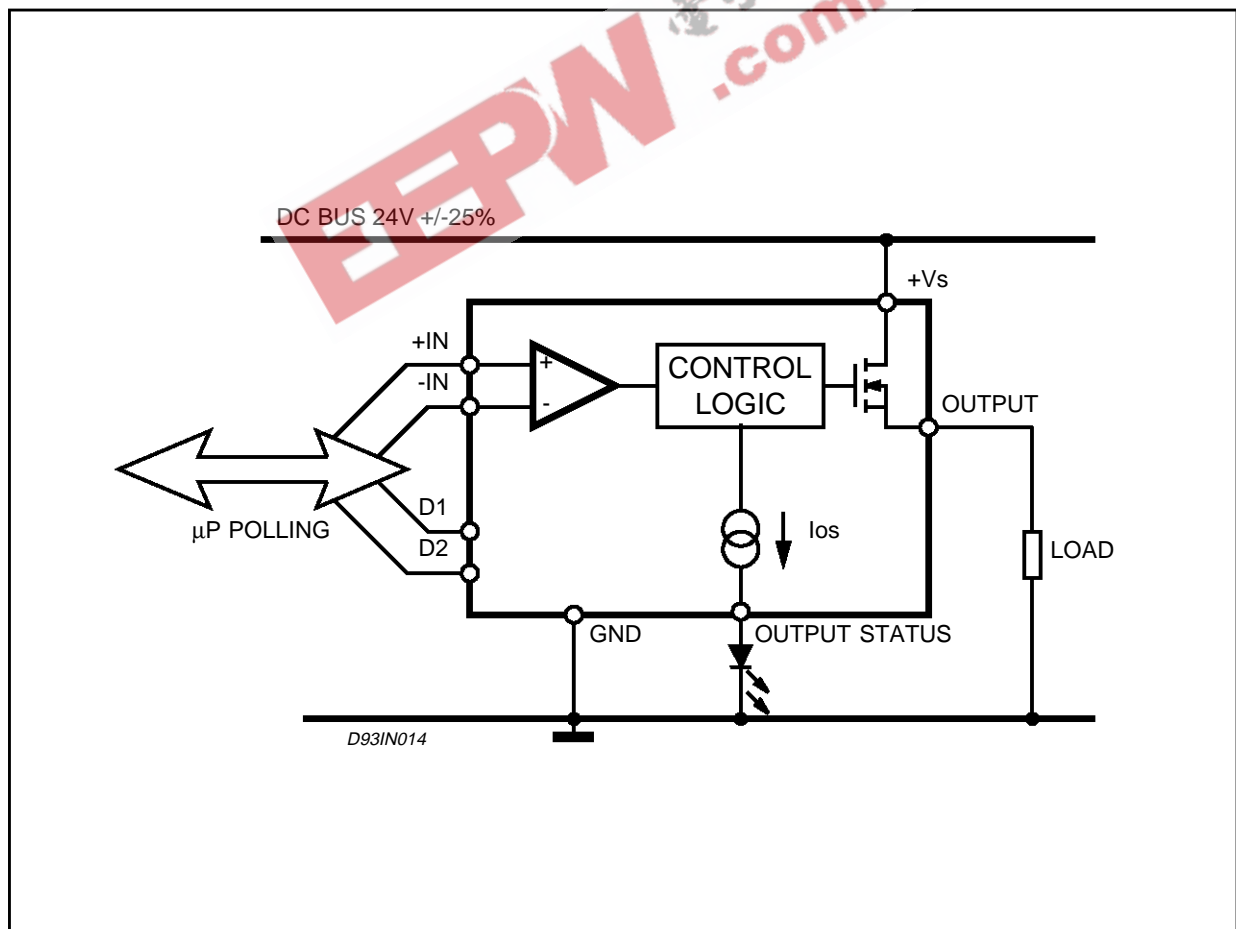 EEPW
.com
DC BUS 24V +/-25%
+Vs
+IN
-IN
+
-
CONTROL
LOGIC
OUTPUT
D1
D2
μP POLLING
Ios
LOAD
GND
OUTPUT STATUS
D93IN014